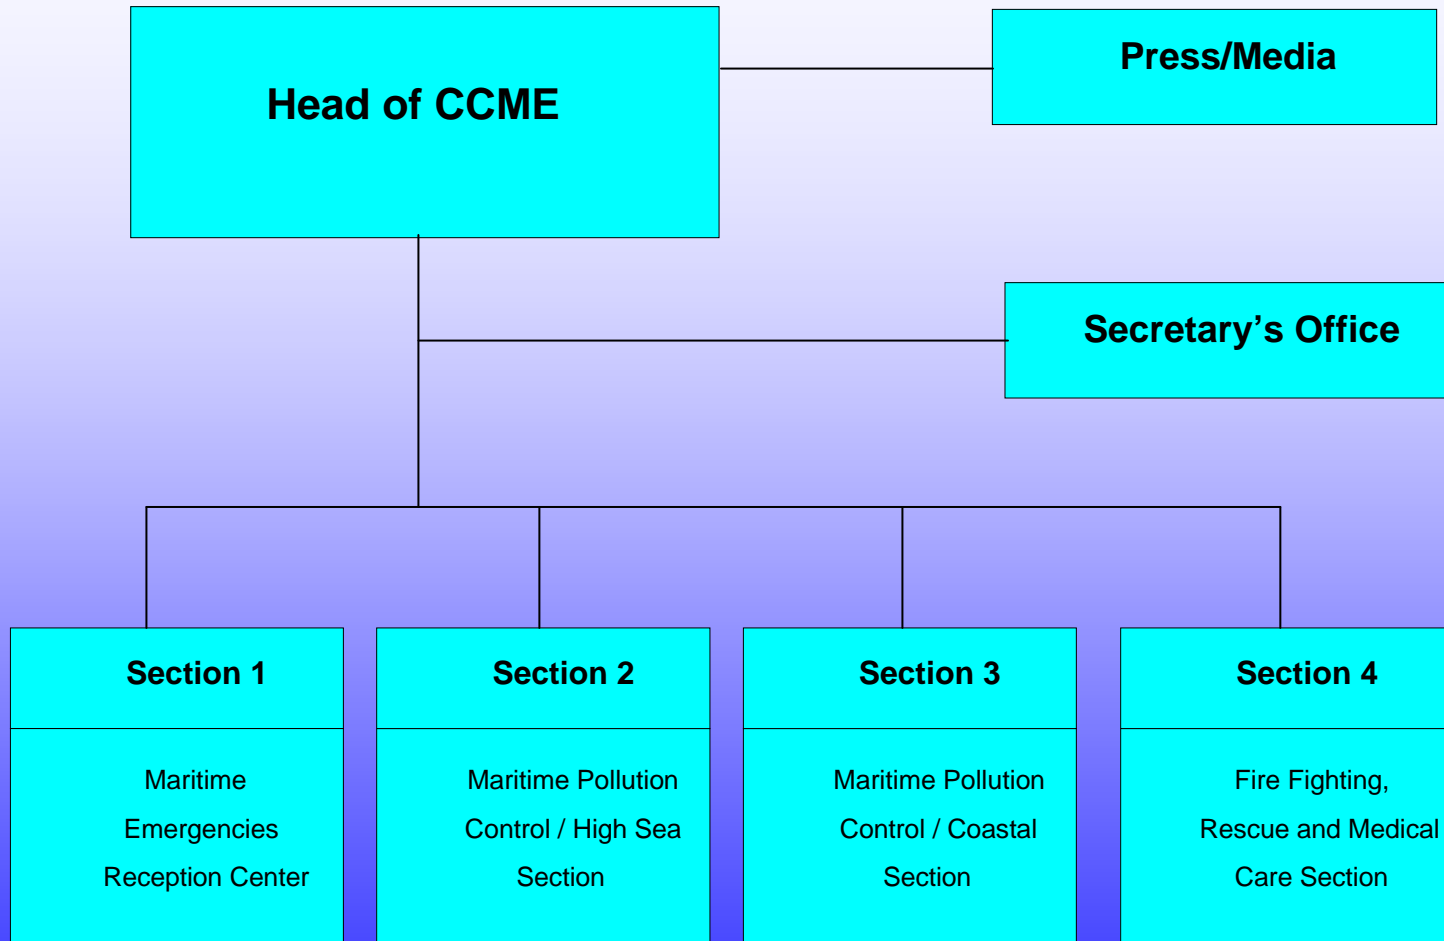 Head of CCME
Press/Media
Secretary’s Office
Section 1
Maritime
Emergencies
Reception Center
Section 2
Maritime Pollution
Control / High Sea
Section
Section 3
Maritime Pollution
Control / Coastal
Section
Section 4
Fire Fighting,
Rescue and Medical
Care Section